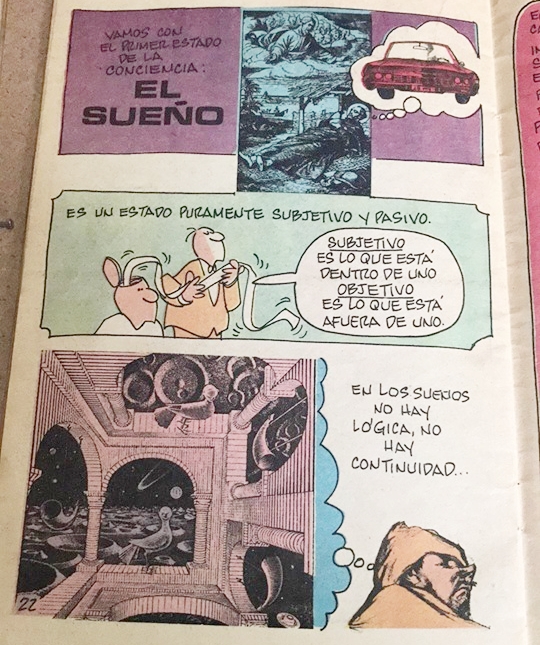 VAMOS CON
EL PRIMER ESTADO
DE LA
CONCIENCIA:
EL
SUEÑO
ES UN ESTADO PURAMENTE SUBJETIVO Y PASIVO.
SUBJETIVO
ES LO QUE ESTÁ
DENTRO DE UNO
OBJETIVO
ES LO QUE ESTÁ
AFUERA DE UNO.
EN LOS SUEÑOS
NO HAY
LÓGICA, NO
HAY
CONTINUIDAD...
22